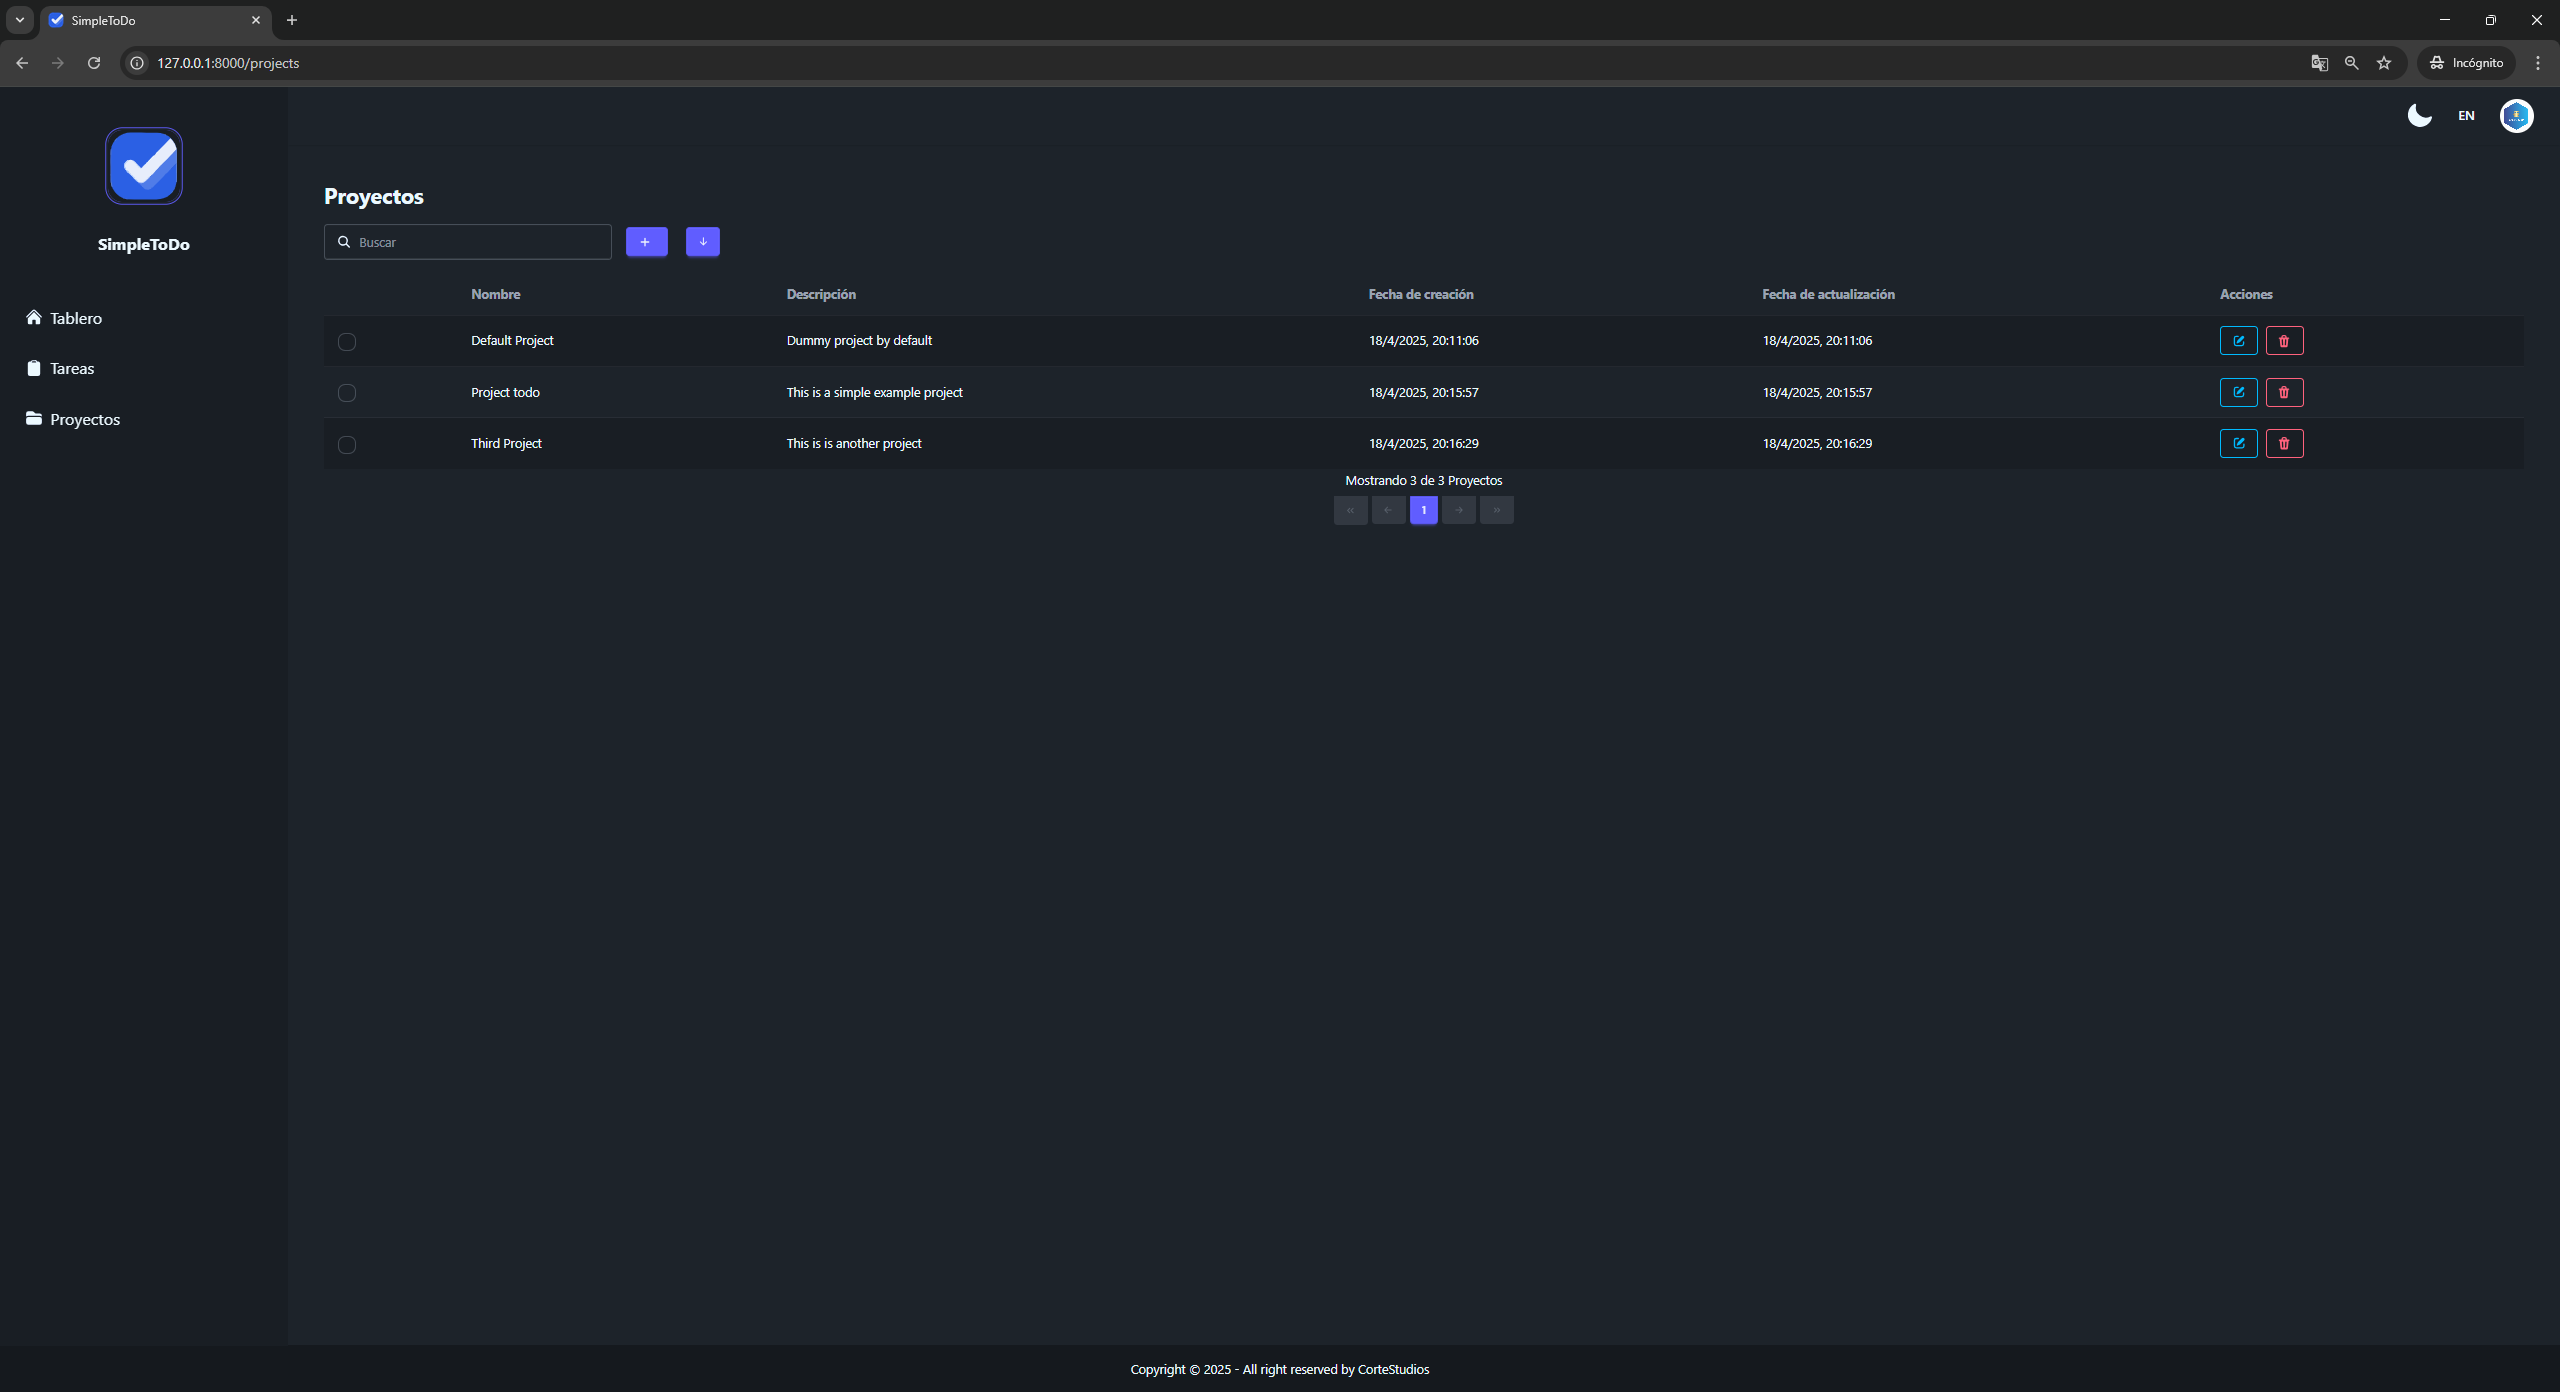 SimpleToDo
127.0.0.1:8000/projects
Incógnito
EN
SimpleToDo
Tablero
Tareas
Proyectos
Proyectos
Buscar
Nombre Descripción Fecha de creación Fecha de actualización Acciones
Default Project Dummy project by default 18/4/2025, 20:11:06 18/4/2025, 20:11:06
Project todo This is a simple example project 18/4/2025, 20:15:57 18/4/2025, 20:15:57
Third Project This is is another project 18/4/2025, 20:16:29 18/4/2025, 20:16:29
Mostrando 3 de 3 Proyectos
« ← 1 → »
Copyright © 2025 - All right reserved by CorteStudios